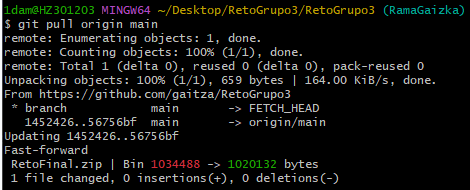 1dam@HZ301203 MINGW64 ~/Desktop/RetoGrupo3/RetoGrupo3 (RamaGaizka)
$ git pull origin main
remote: Enumerating objects: 1, done.
remote: Counting objects: 100% (1/1), done.
remote: Total 1 (delta 0), reused 0 (delta 0), pack-reused 0
Unpacking objects: 100% (1/1), 659 bytes | 164.00 KiB/s, done.
From https://github.com/gaitza/RetoGrupo3
 * branch            main       -> FETCH_HEAD
   1452426..56756bf  main       -> origin/main
Updating 1452426..56756bf
Fast-forward
 RetoFinal.zip | Bin 1034488 -> 1020132 bytes
 1 file changed, 0 insertions(+), 0 deletions(-)